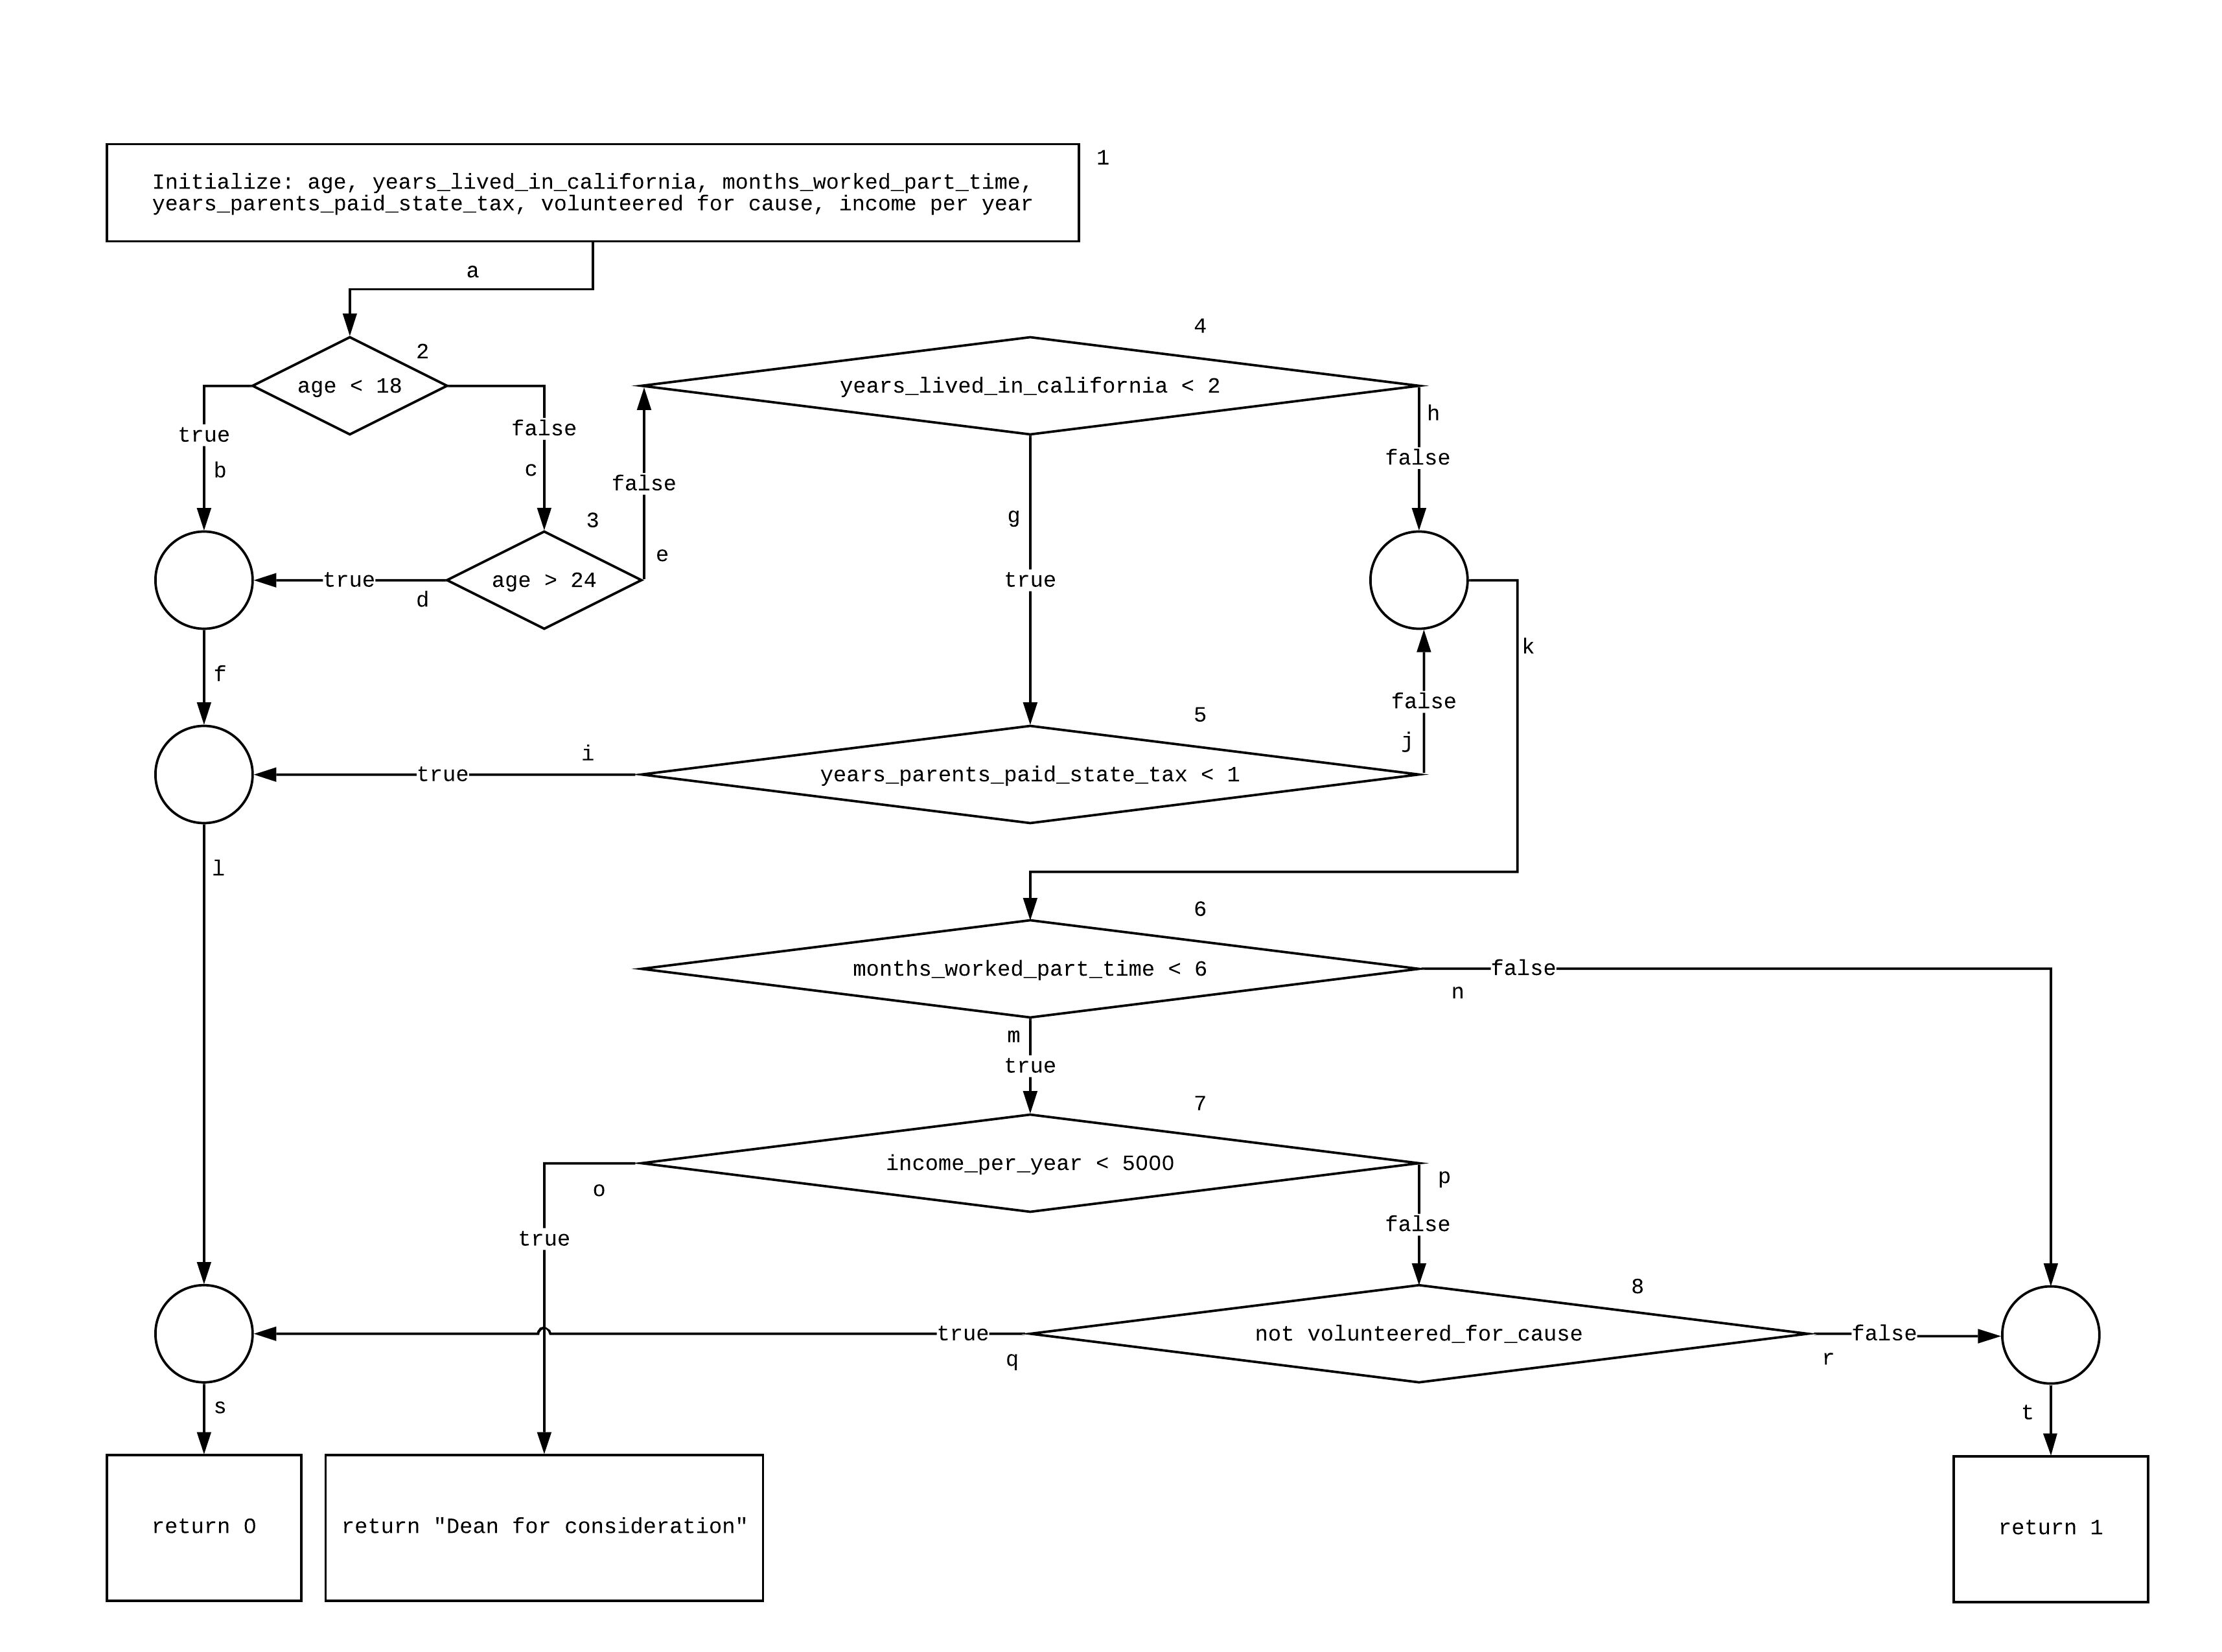 1
Initialize: age, years_lived_in_california, months_worked_part_time,
years_parents_paid_state_tax, volunteered for cause, income per year
a
4
2
age < 18
years_lived_in_california < 2
h
true
false
false
b
c
false
g
3
e
true
age > 24
true
d
k
f
false
5
i
j
true
years_parents_paid_state_tax < 1
l
6
months_worked_part_time < 6
false
n
m
true
7
income_per_year < 5000
p
o
false
true
8
true
not volunteered_for_cause
false
q
r
s
t
return 0
return "Dean for consideration"
return 1